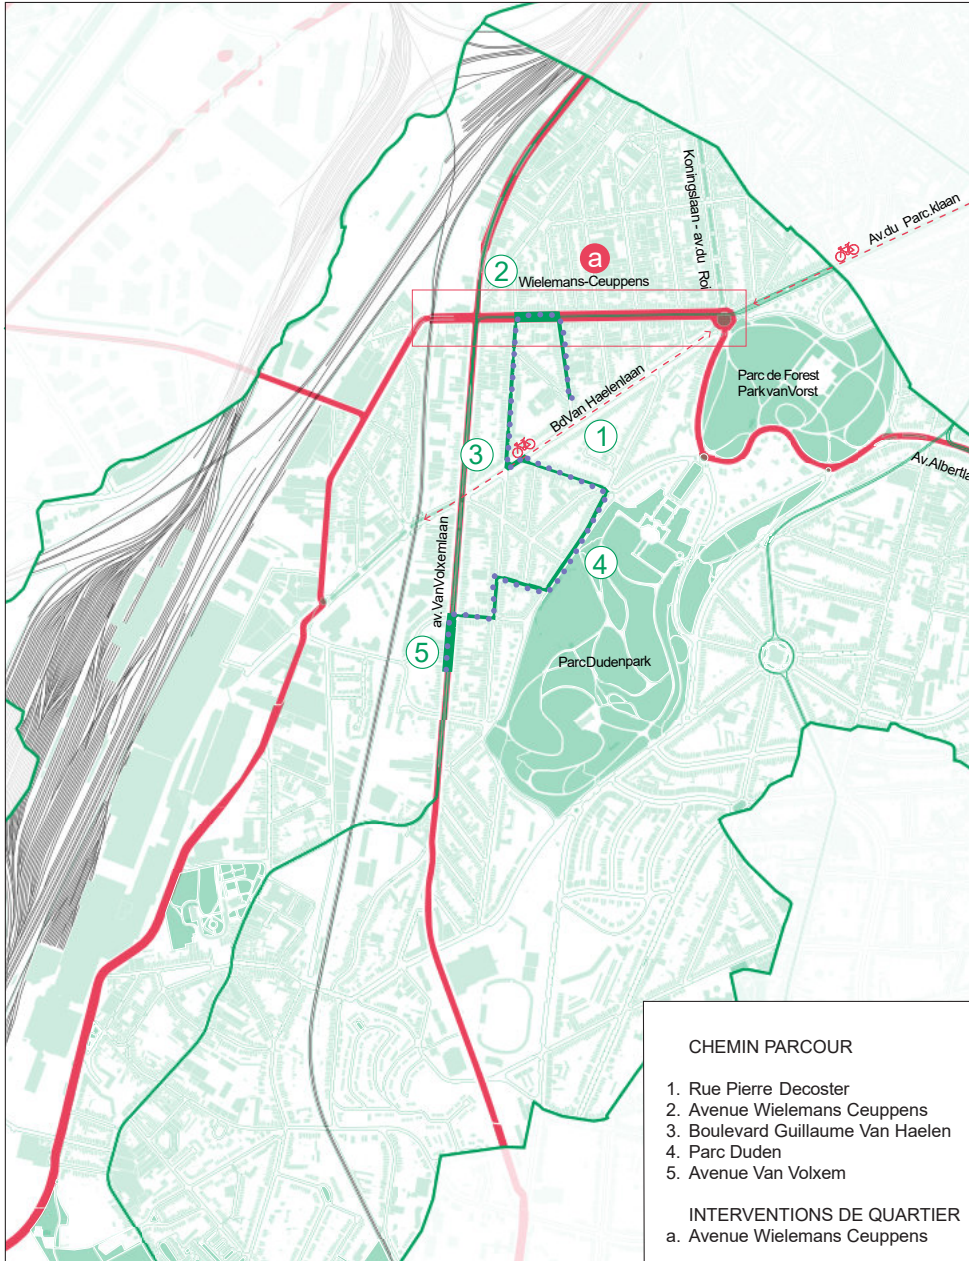 Koningslaan - av.du Roi
Av.du Parc.klaan
a
2
Wielemans-Ceuppens
Parc de Forest
ParkvanVorst
BdVan Haelenlaan
1
3
Av.Albertla
av.VanVolxemlaan
4
5
ParcDudenpark
CHEMIN PARCOUR
1. Rue Pierre Decoster
2. Avenue Wielemans Ceuppens
3. Boulevard Guillaume Van Haelen
4. Parc Duden
5. Avenue Van Volxem
INTERVENTIONS DE QUARTIER
a. Avenue Wielemans Ceuppens